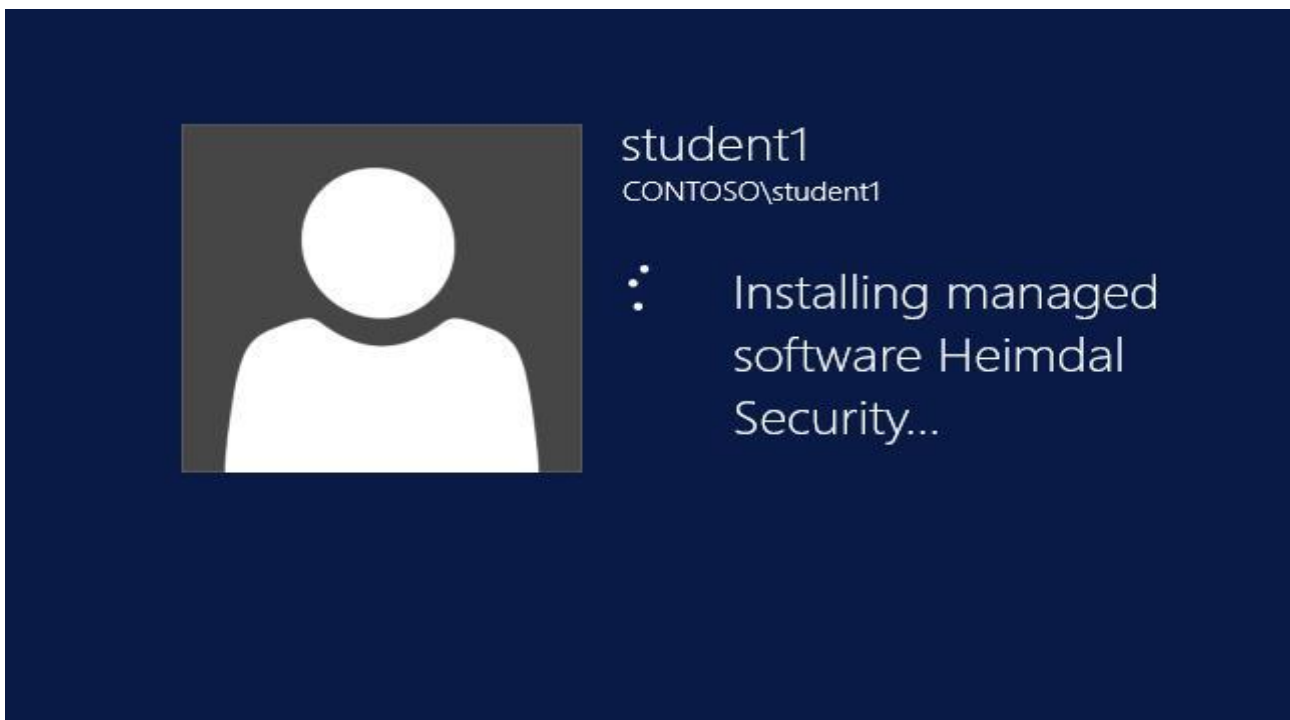 student1
CONTOSO\student1
Installing managed
software Heimdal
Security...